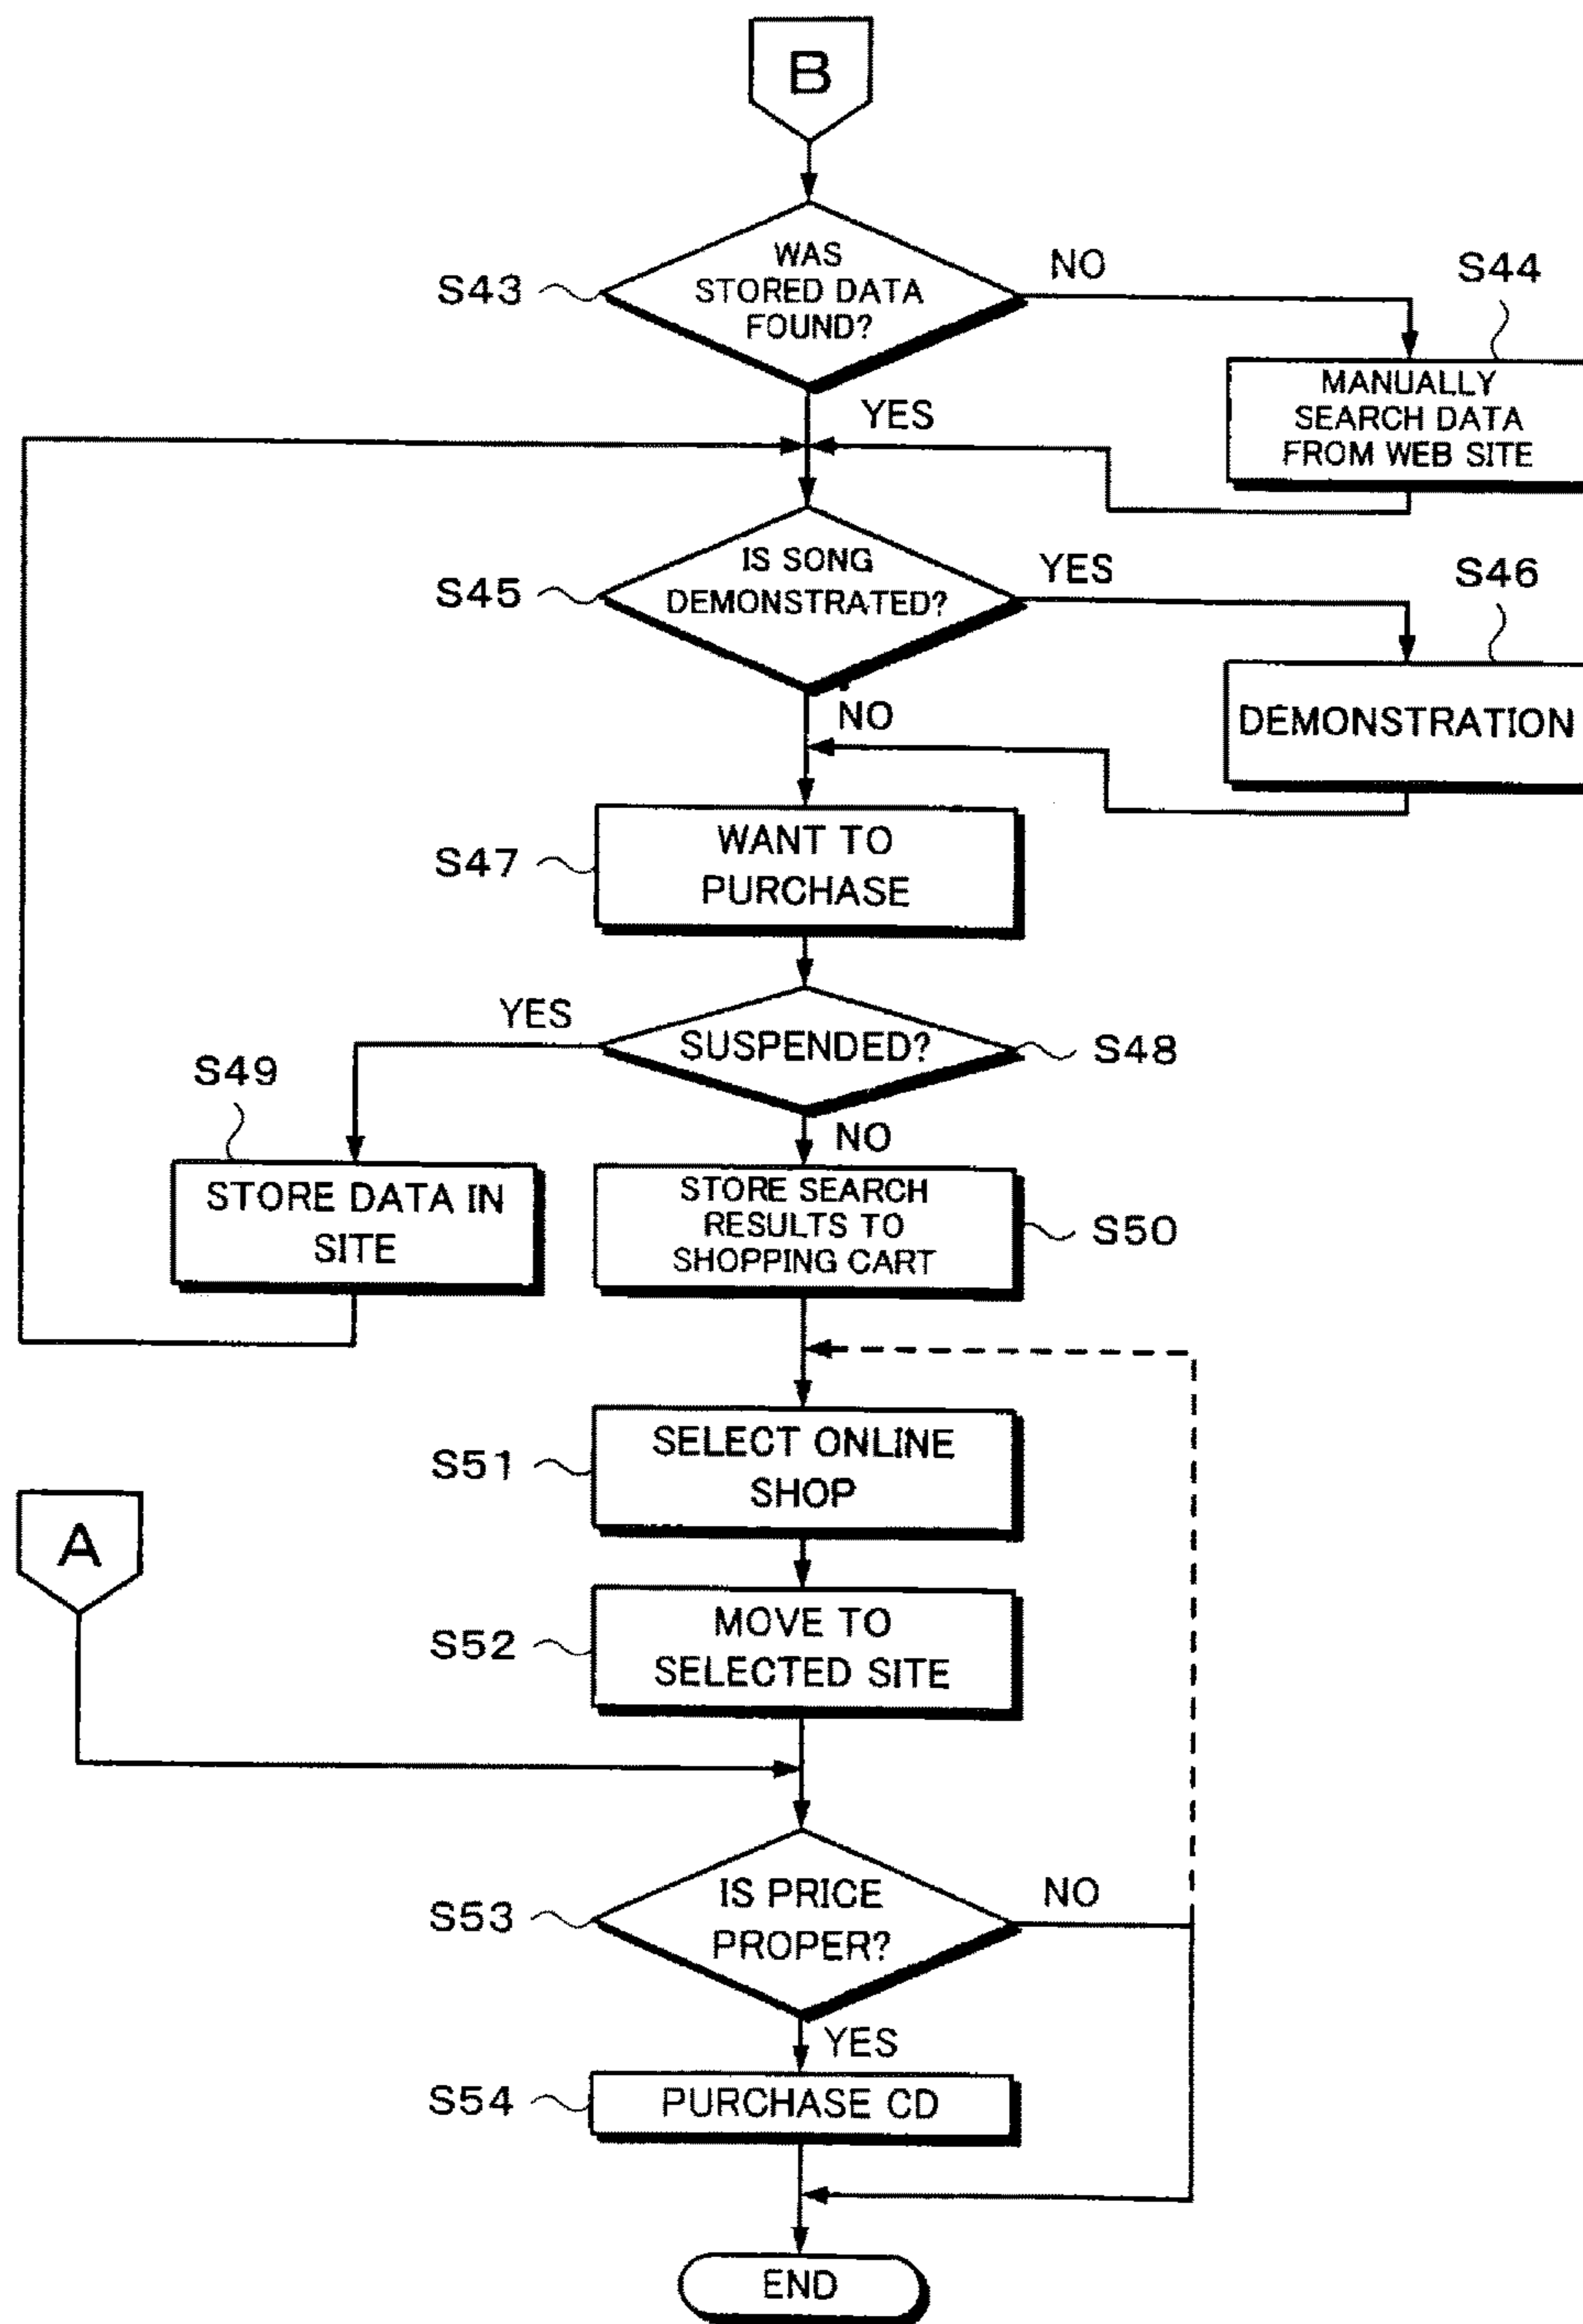 B
WAS
STORED DATA
FOUND?
S43
NO
S44
MANUALLY
SEARCH DATA
FROM WEB SITE
YES
IS SONG
DEMONSTRATED?
S45
YES
S46
DEMONSTRATION
NO
S47
WANT TO
PURCHASE
YES
SUSPENDED?
S48
S49
NO
STORE DATA IN
SITE
STORE SEARCH
RESULTS TO
SHOPPING CART
S50
S51
SELECT ONLINE
SHOP
A
S52
MOVE TO
SELECTED SITE
S53
IS PRICE
PROPER?
NO
YES
S54
PURCHASE CD
END